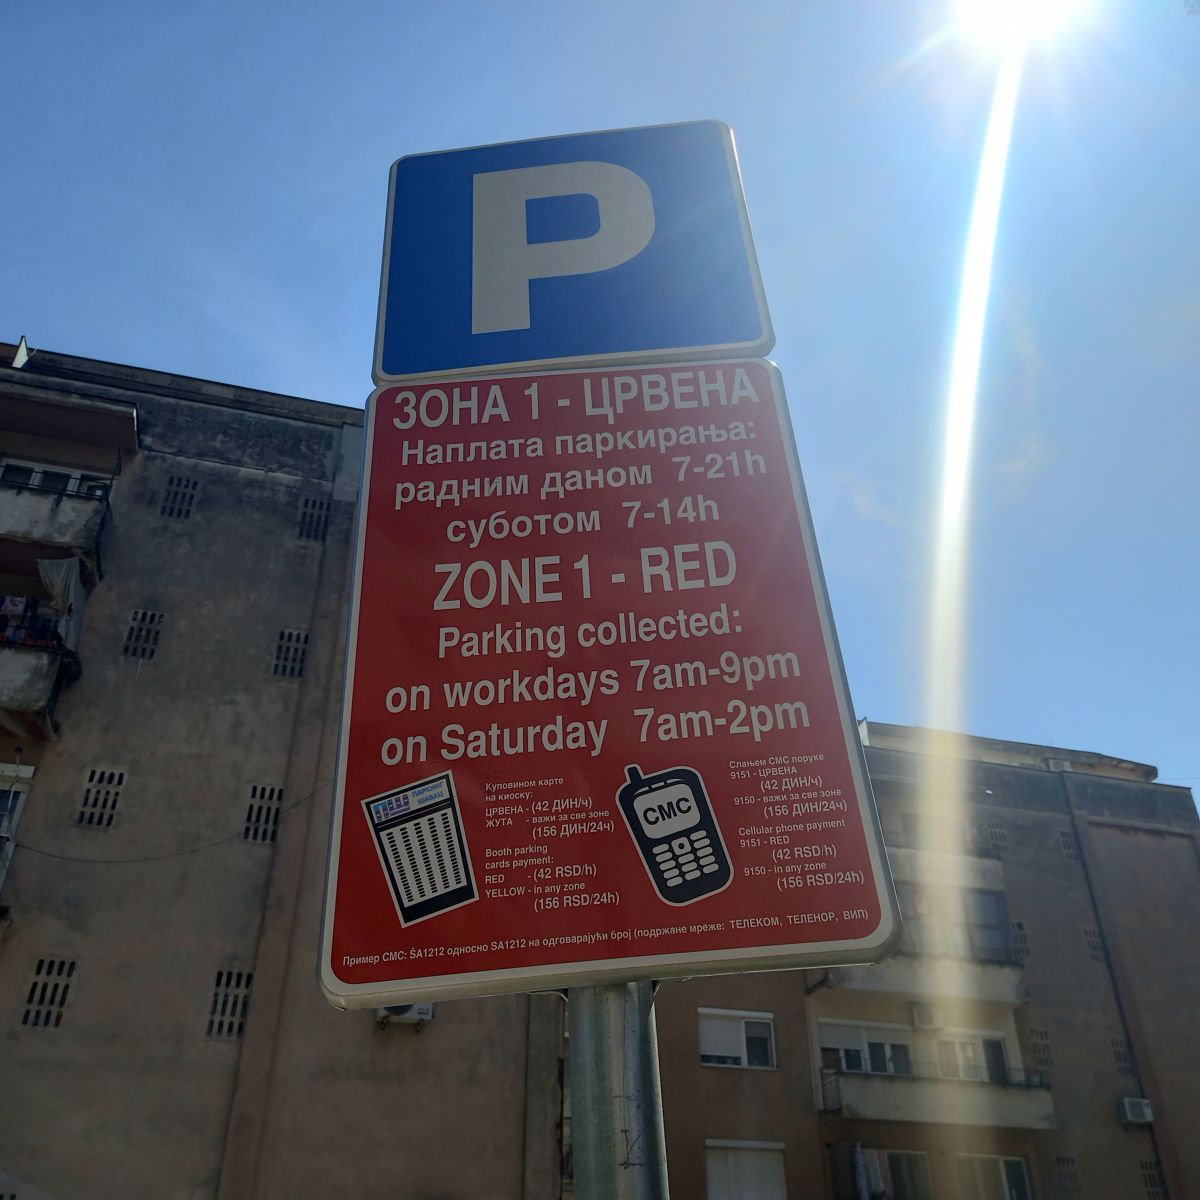 P
ЗОНА 1 - ЦРВЕНА
Наплата паркирања:
радним даном 7-21h
суботом 7-14h
ZONE 1 - RED
Parking collected:
on workdays 7am-9pm
on Saturday 7am-2pm
ПШ ПАРКИНГ
ШАБАЦ
Куповином карте
на киоску:
ЦРВЕНА - (42 ДИН/ч)
ЖУТА - важи за све зоне
(156 ДИН/24ч)
Booth parking
cards payment:
RED - (42 RSD/h)
YELLOW - in any zone
(156 RSD/24h)
СМС
Слањем СМС поруке
9151 - ЦРВЕНА
(42 ДИН/ч)
9150 - важи за све зоне
(156 ДИН/24ч)
Cellular phone payment
9151 - RED
(42 RSD/h)
9150 - in any zone
(156 RSD/24h)
Пример СМС: ŠA1212 односно SA1212 на одговарајући број (подржане мреже: ТЕЛЕКОМ, ТЕЛЕНОР, ВИП)